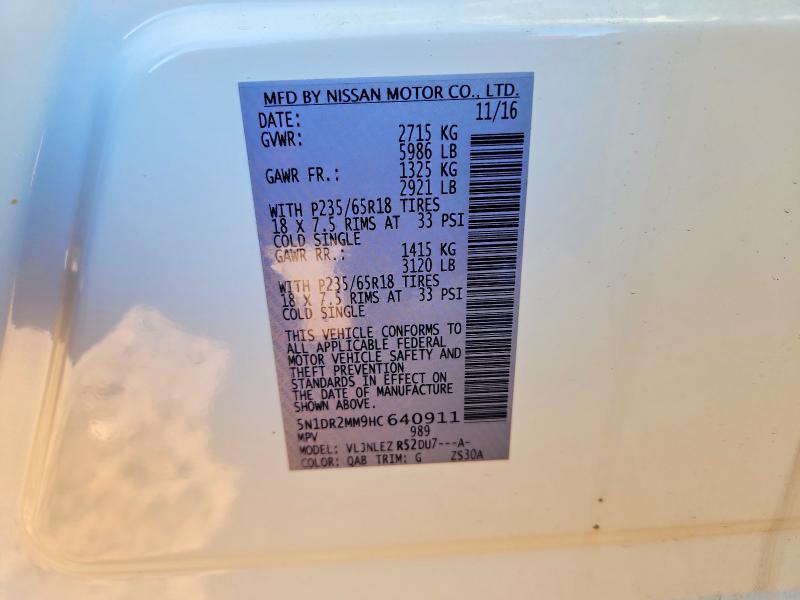 MFD BY NISSAN MOTOR CO., LTD.
DATE: 11/16
GVWR: 2715 KG
5986 LB
GAWR FR.: 1325 KG
2921 LB
WITH P235/65R18 TIRES
18 X 7.5 RIMS AT 33 PSI
COLD SINGLE
GAWR RR.: 1415 KG
3120 LB
WITH P235/65R18 TIRES
18 X 7.5 RIMS AT 33 PSI
COLD SINGLE
THIS VEHICLE CONFORMS TO
ALL APPLICABLE FEDERAL
MOTOR VEHICLE SAFETY AND
THEFT PREVENTION
STANDARDS IN EFFECT ON
THE DATE OF MANUFACTURE
SHOWN ABOVE.
5N1DR2MM9HC 640911
MPV 989
MODEL: VLJNLEZ R52DU7---A-
COLOR: QAB TRIM: G ZS30A